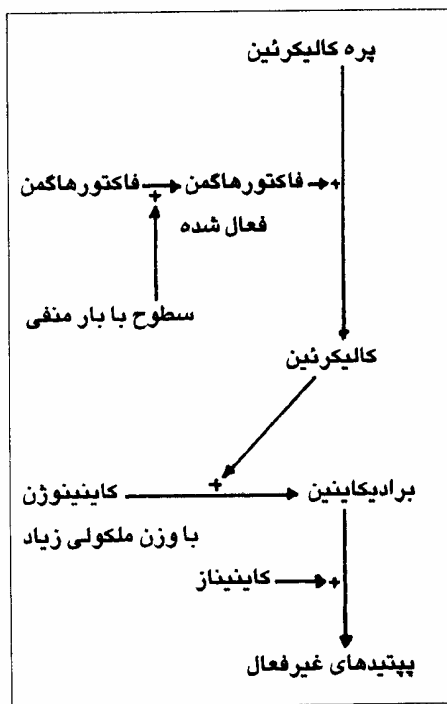 پره کالیکرئین
فاکتورهاگمن + فاکتورهاگمن +
فعال شده
سطوح با بار منفی
کالیکرئین
+
کاینینوژن برادیکاینین
با وزن ملکولی زیاد
کاینیناز +
پپتیدهای غیرفعال